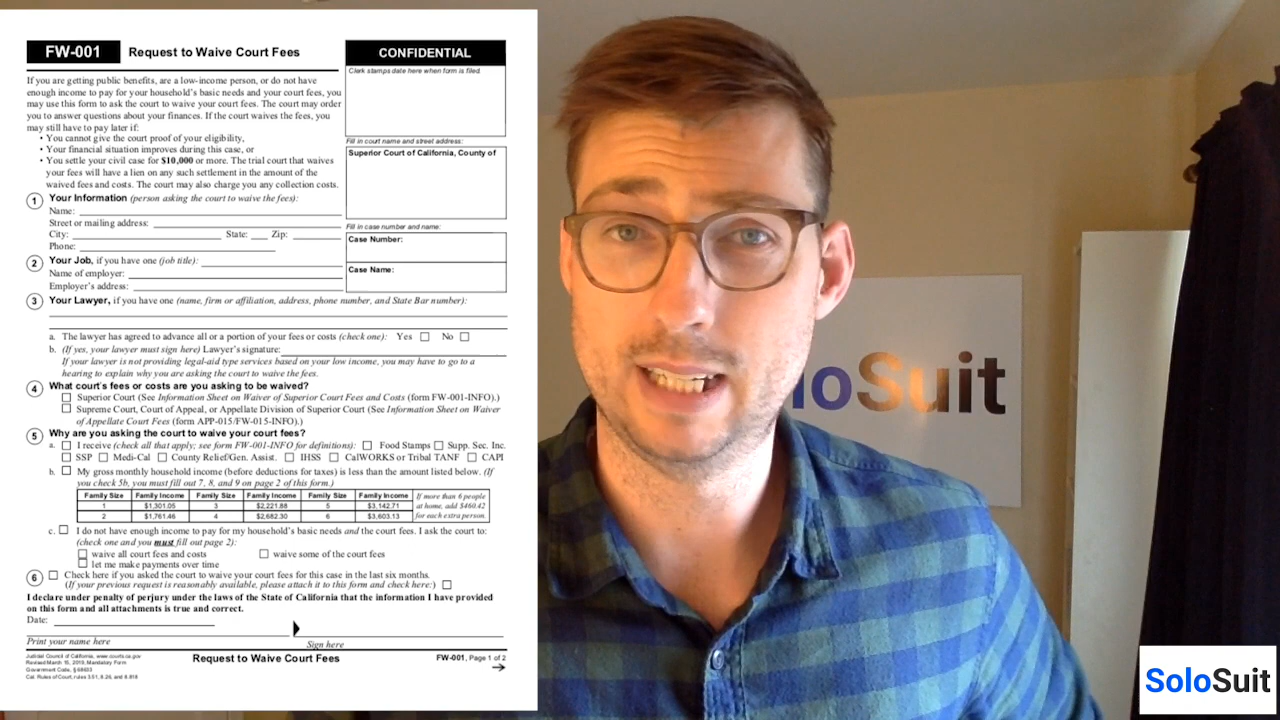 FW-001 Request to Waive Court Fees
CONFIDENTIAL
Clerk stamps date here when form is filed.
If you are getting public benefits, are a low-income person, or do not have
enough income to pay for your household's basic needs and your court fees, you
may use this form to ask the court to waive your court fees. The court may order
you to answer questions about your finances. If the court waives the fees, you
may still have to pay later if:
• You cannot give the court proof of your eligibility,
• Your financial situation improves during this case, or
• You settle your civil case for $10,000 or more. The trial court that waives
your fees will have a lien on any such settlement in the amount of the
waived fees and costs. The court may also charge you any collection costs.
Fill in court name and street address:
Superior Court of California, County of
Fill in case number and name:
Case Number:
Case Name:
1 Your Information (person asking the court to waive the fees):
Name:
Street or mailing address:
City: State: Zip:
Phone:
2 Your Job, if you have one (job title):
Name of employer:
Employer's address:
3 Your Lawyer, if you have one (name, firm or affiliation, address, phone number, and State Bar number):
a. The lawyer has agreed to advance all or a portion of your fees or costs (check one): Yes ☐ No ☐
b. (If yes, your lawyer must sign here) Lawyer's signature:
If your lawyer is not providing legal-aid type services based on your low income, you may have to go to a
hearing to explain why you are asking the court to waive the fees.
4 What court's fees or costs are you asking to be waived?
☐ Superior Court (See Information Sheet on Waiver of Superior Court Fees and Costs (form FW-001-INFO).)
☐ Supreme Court, Court of Appeal, or Appellate Division of Superior Court (See Information Sheet on Waiver
of Appellate Court Fees (form APP-015/FW-015-INFO).)
5 Why are you asking the court to waive your court fees?
a. ☐ I receive (check all that apply; see form FW-001-INFO for definitions): ☐ Food Stamps ☐ Supp. Sec. Inc.
☐ SSP ☐ Medi-Cal ☐ County Relief/Gen. Assist. ☐ IHSS ☐ CalWORKS or Tribal TANF ☐ CAPI
b. ☐ My gross monthly household income (before deductions for taxes) is less than the amount listed below. (If
you check 5b, you must fill out 7, 8, and 9 on page 2 of this form.)
Family Size Family Income Family Size Family Income Family Size Family Income
1 $1,301.05 3 $2,221.88 5 $3,142.71
2 $1,761.46 4 $2,682.30 6 $3,603.13
If more than 6 people
at home, add $460.42
for each extra person.
c. ☐ I do not have enough income to pay for my household's basic needs and the court fees. I ask the court to:
(check one and you must fill out page 2):
☐ waive all court fees and costs ☐ waive some of the court fees
☐ let me make payments over time
6 ☐ Check here if you asked the court to waive your court fees for this case in the last six months.
(If your previous request is reasonably available, please attach it to this form and check here:) ☐
I declare under penalty of perjury under the laws of the State of California that the information I have provided
on this form and all attachments is true and correct.
Date:
Print your name here Sign here
Judicial Council of California, www.courts.ca.gov
Revised March 15, 2019, Mandatory Form
Government Code, § 68633
Cal. Rules of Court, rules 3.51, 8.26, and 8.818
Request to Waive Court Fees
FW-001, Page 1 of 2
loSuit
SoloSuit